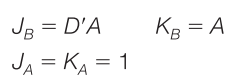 J_B = D'A K_B = A
J_A = K_A = 1